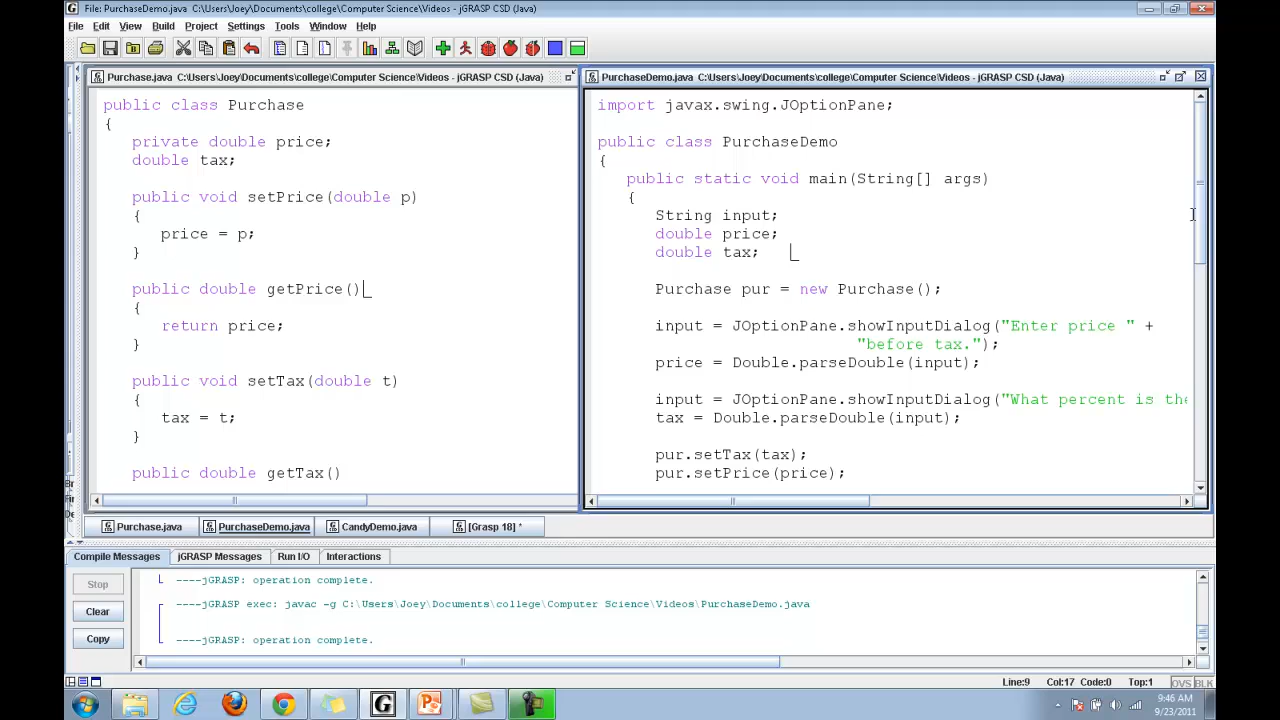 File: PurchaseDemo.java C:\Users\Joey\Documents\college\Computer Science\Videos - jGRASP CSD (Java)
File Edit View Build Project Settings Tools Window Help
Purchase.java C:\Users\Joey\Documents\college\Computer Science\Videos - jGRASP CSD (Java)
public class Purchase
{
private double price;
double tax;
public void setPrice(double p)
{
price = p;
}
public double getPrice()
{
return price;
}
public void setTax(double t)
{
tax = t;
}
public double getTax()
PurchaseDemo.java C:\Users\Joey\Documents\college\Computer Science\Videos - jGRASP CSD (Java)
import javax.swing.JOptionPane;
public class PurchaseDemo
{
public static void main(String[] args)
{
String input;
double price;
double tax;
Purchase pur = new Purchase();
input = JOptionPane.showInputDialog("Enter price " +
"before tax.");
price = Double.parseDouble(input);
input = JOptionPane.showInputDialog("What percent is the
tax = Double.parseDouble(input);
pur.setTax(tax);
pur.setPrice(price);
Purchase.java PurchaseDemo.java CandyDemo.java [Grasp 18] *
Compile Messages jGRASP Messages Run I/O Interactions
Stop
Clear
Copy
----jGRASP: operation complete.
----jGRASP exec: javac -g C:\Users\Joey\Documents\college\Computer Science\Videos\PurchaseDemo.java
----jGRASP: operation complete.
Line:9 Col:17 Code:0 Top:1 OVS BLK
9:46 AM
9/23/2011